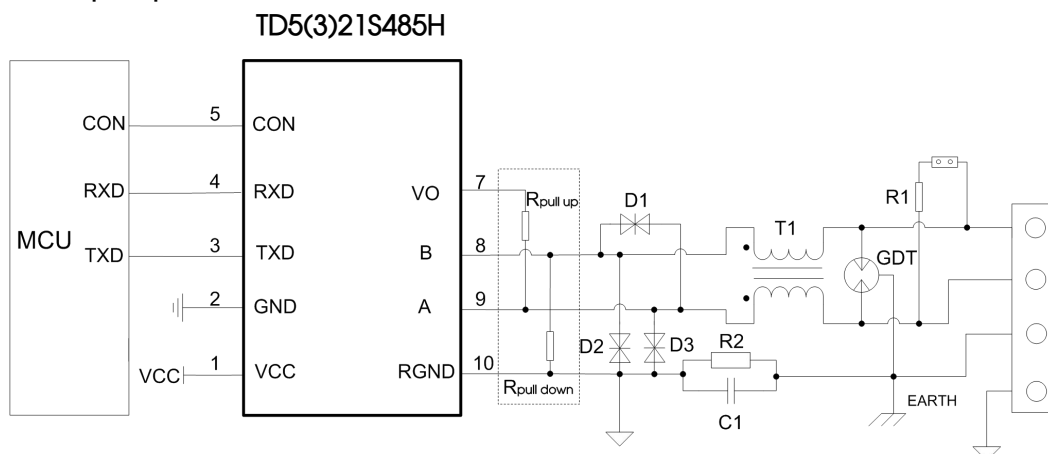 TD5(3)21S485H
MCU
CON
RXD
TXD
5
4
3
2
1
VCC
CON
RXD
TXD
GND
VCC
VO
B
A
RGND
7
8
9
10
Rpull up
Rpull down
D1
D2
D3
T1
R1
GDT
R2
C1
EARTH